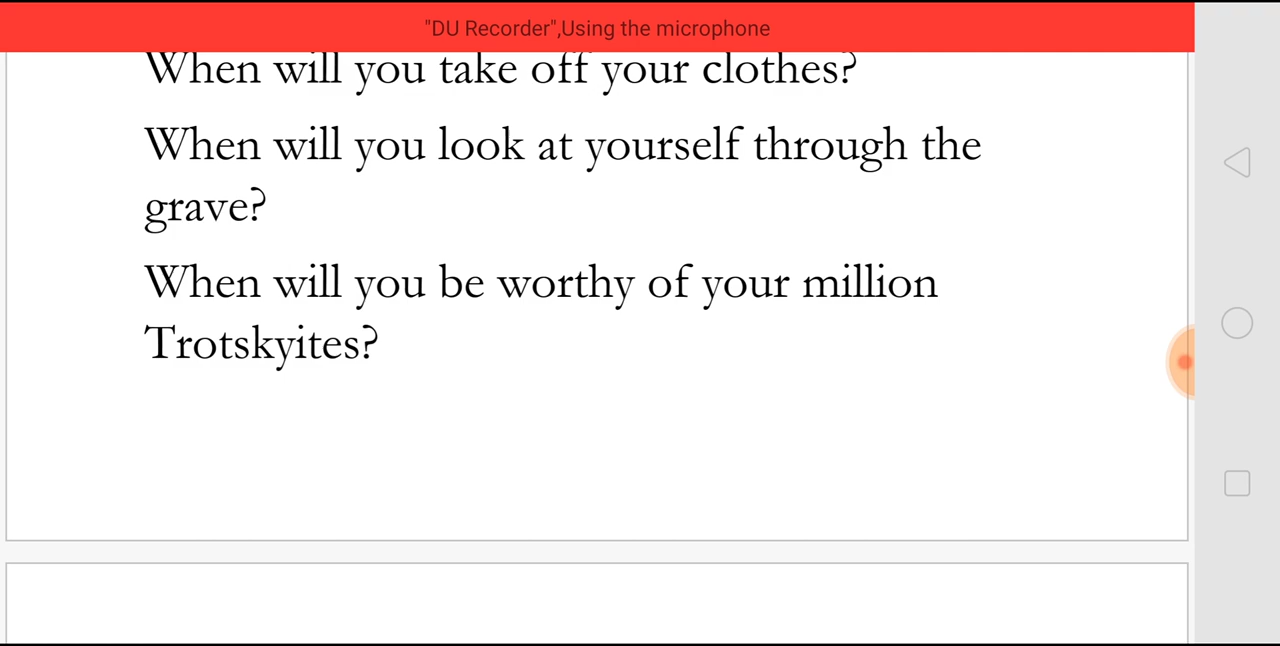 "DU Recorder",Using the microphone
When will you take off your clothes?
When will you look at yourself through the
grave?
When will you be worthy of your million
Trotskyites?